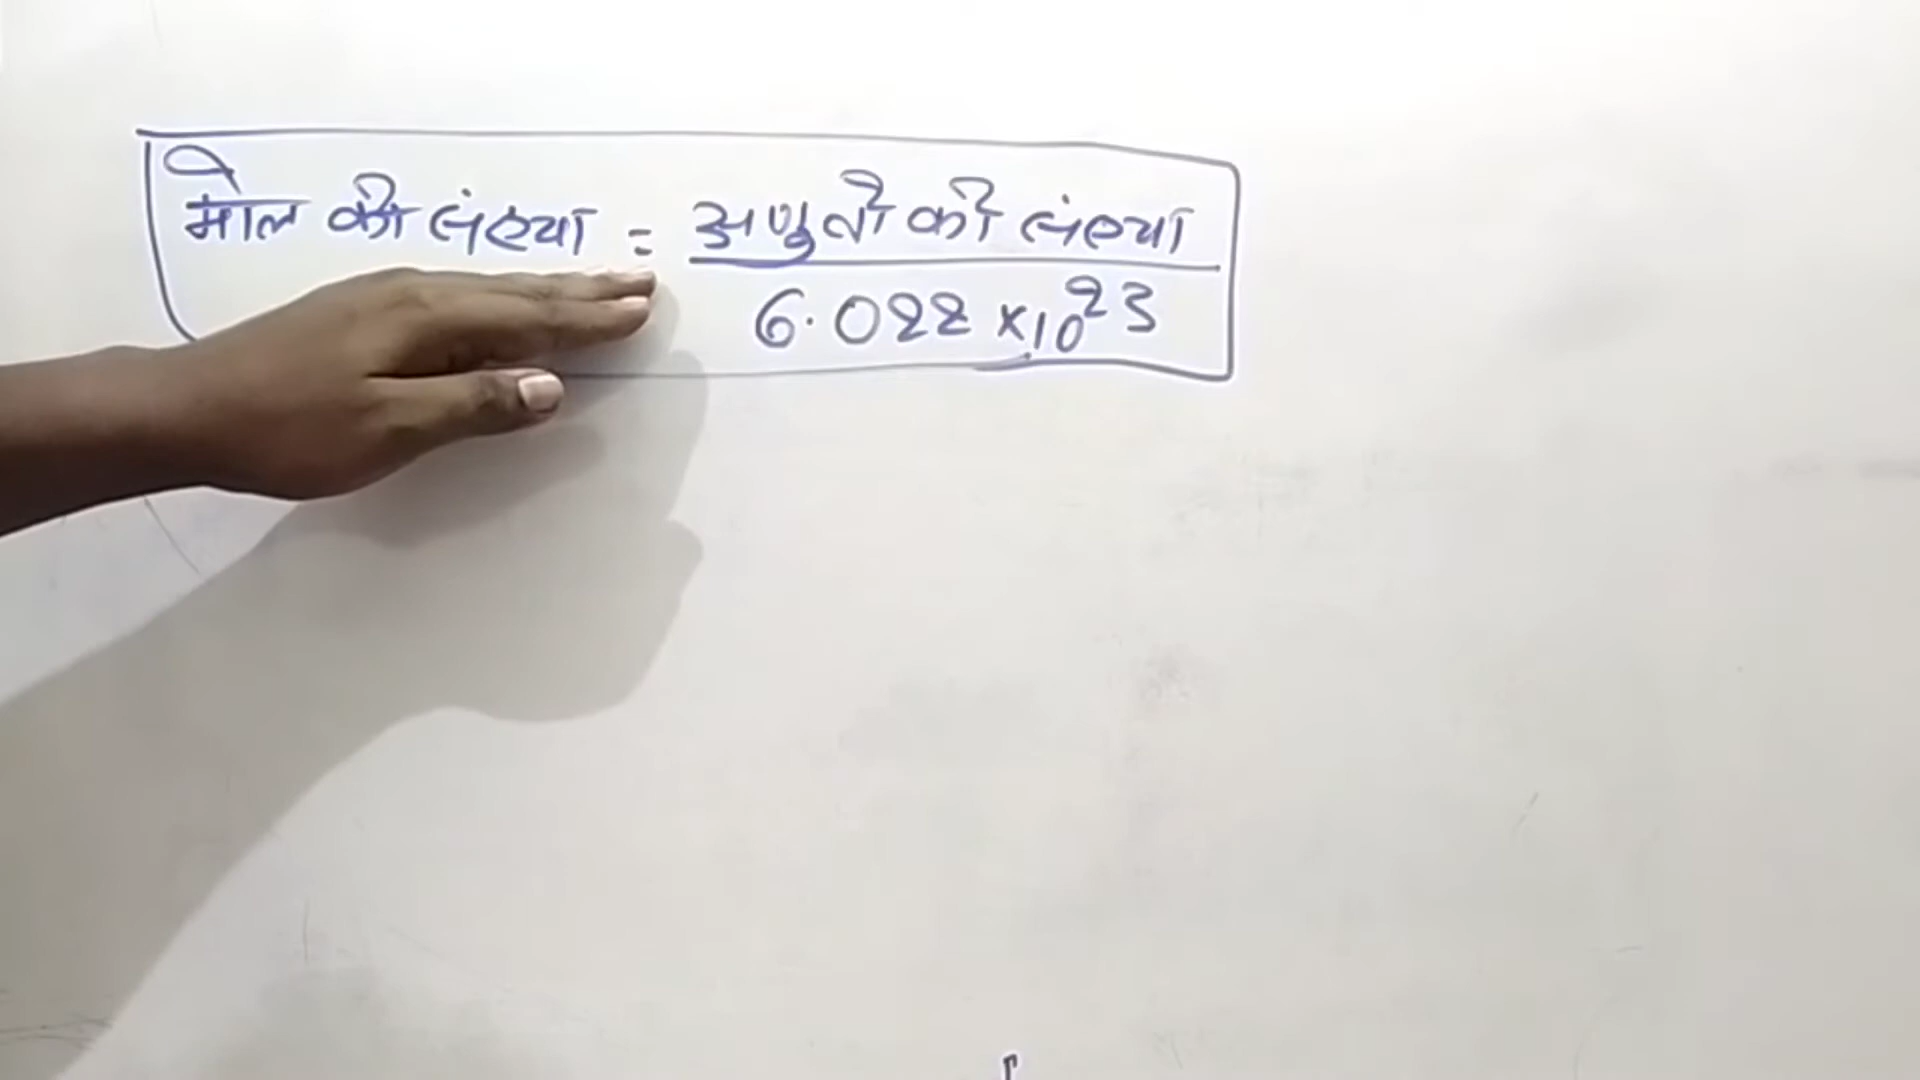 मोल की संख्या = अणुओ की संख्या
6.022 ×10²³